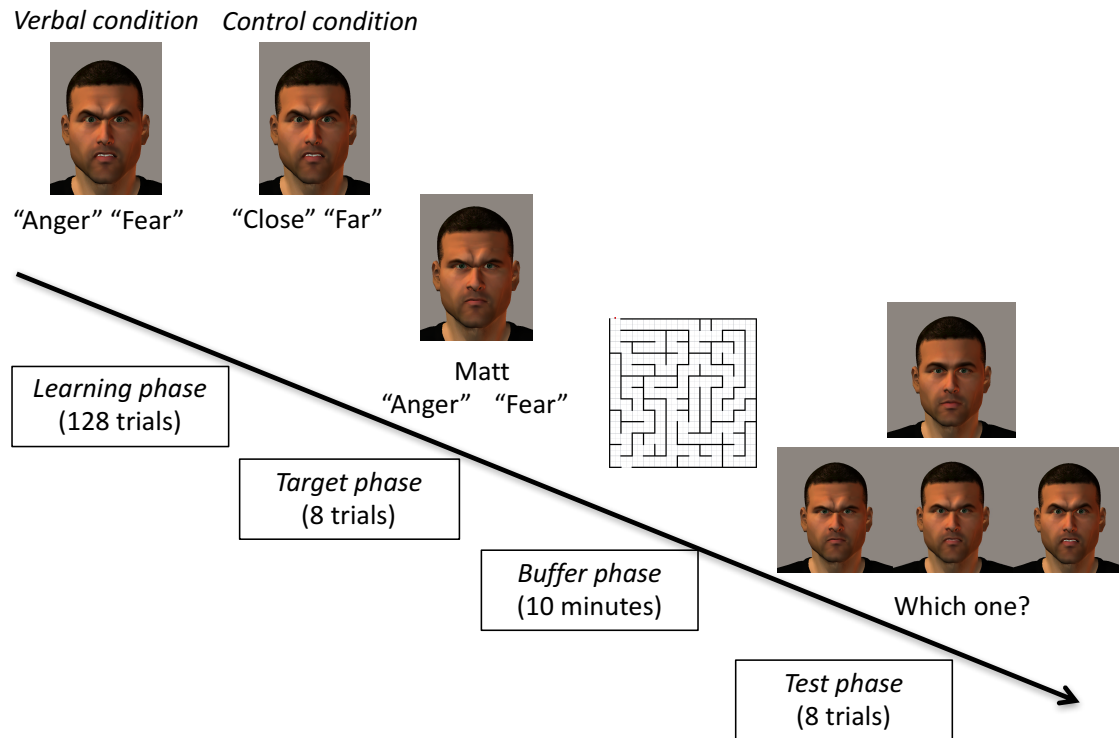 Verbal condition
Control condition
“Anger” “Fear”
“Close” “Far”
Matt
“Anger” “Fear”
Learning phase
(128 trials)
Target phase
(8 trials)
Buffer phase
(10 minutes)
Which one?
Test phase
(8 trials)